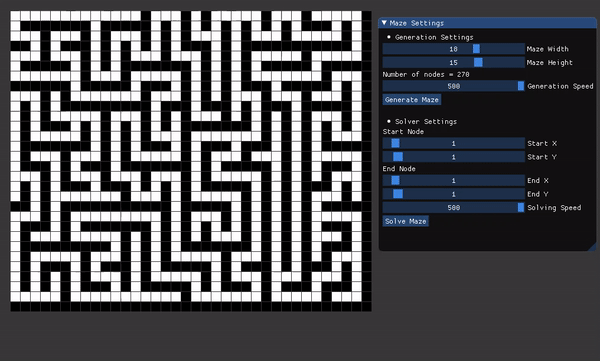 Maze Settings
Generation Settings
18 Maze Width
15 Maze Height
Number of nodes = 270
500 Generation Speed
Generate Maze
Solver Settings
Start Node
1 Start X
1 Start Y
End Node
1 End X
1 End Y
500 Solving Speed
Solve Maze